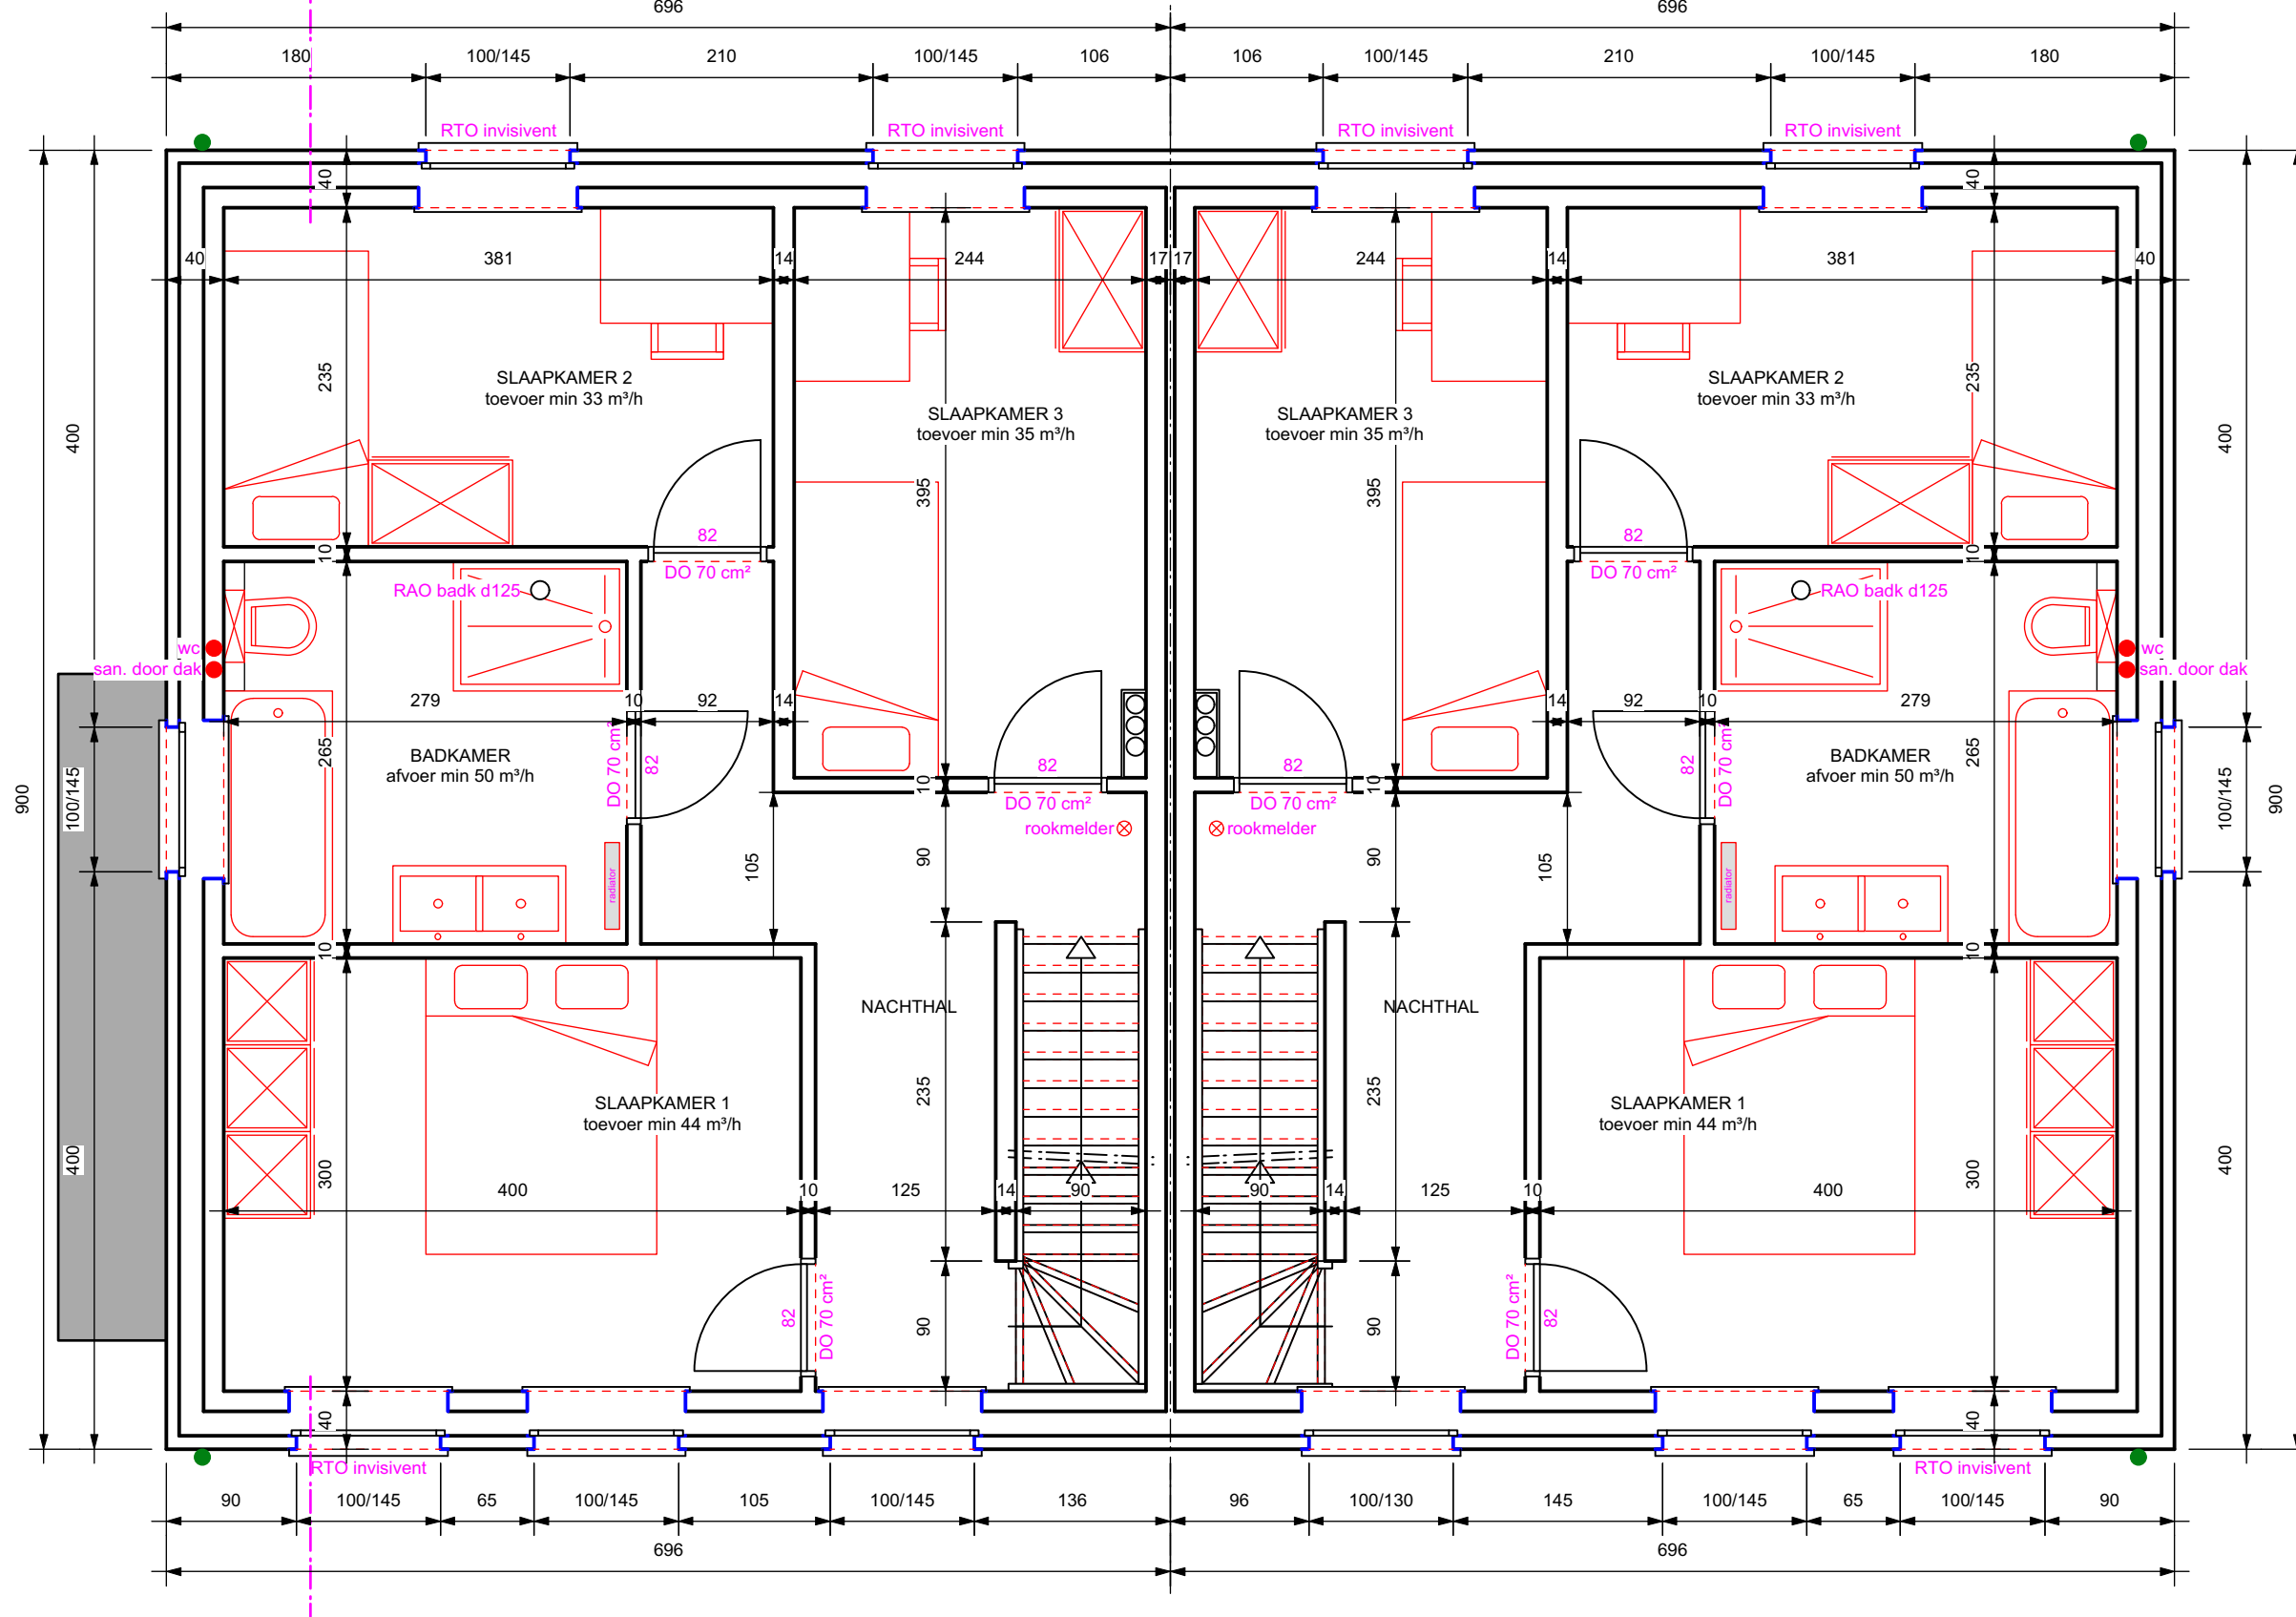 696 696
180 100/145 210 100/145 106 106 100/145 210 100/145 180
RTO invisivent RTO invisivent RTO invisivent RTO invisivent
40 40
40 381 14 244 17 17 244 14 381 40
235 235
SLAAPKAMER 2 SLAAPKAMER 2
toevoer min 33 m³/h toevoer min 33 m³/h
SLAAPKAMER 3 SLAAPKAMER 3
toevoer min 35 m³/h toevoer min 35 m³/h
400 400
395 395
82 82
10 10
DO 70 cm² DO 70 cm²
RAO badk d125 RAO badk d125
wc wc
san. door dak san. door dak
279 10 92 14 14 92 10 279
BADKAMER BADKAMER
afvoer min 50 m³/h afvoer min 50 m³/h
265 DO 70 cm² 82 82 DO 70 cm² 265
82 82
10 10
DO 70 cm² DO 70 cm²
rookmelder rookmelder
900 100/145 100/145 900
105 90 90 105
radiator radiator
10 10
NACHTHAL NACHTHAL
SLAAPKAMER 1 SLAAPKAMER 1
toevoer min 44 m³/h toevoer min 44 m³/h
235 235
400 300 300 400
400 10 125 14 90 90 14 125 10 400
82 DO 70 cm² 90 90 DO 70 cm² 82
40 40
RTO invisivent RTO invisivent
90 100/145 65 100/145 105 100/145 136 96 100/130 145 100/145 65 100/145 90
696 696